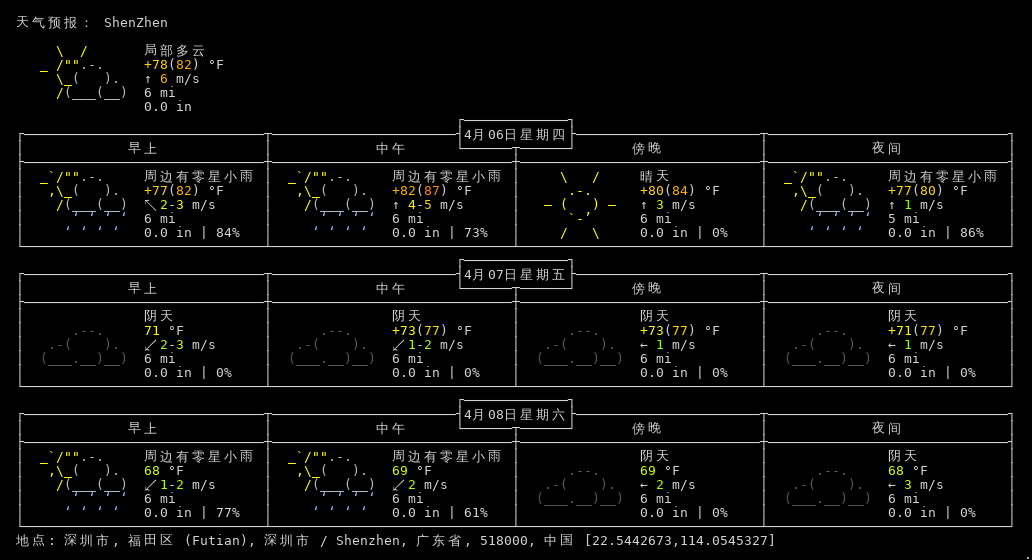 天气预报： ShenZhen
局部多云
+78(82) °F
↑ 6 m/s
6 mi
0.0 in
4月06日星期四
早上 中午 傍晚 夜间
周边有零星小雨 周边有零星小雨 晴天 周边有零星小雨
+77(82) °F +82(87) °F +80(84) °F +77(80) °F
↖ 2-3 m/s ↑ 4-5 m/s ↑ 3 m/s ↑ 1 m/s
6 mi 6 mi 6 mi 5 mi
0.0 in | 84% 0.0 in | 73% 0.0 in | 0% 0.0 in | 86%
4月07日星期五
早上 中午 傍晚 夜间
阴天 阴天 阴天 阴天
71 °F +73(77) °F +73(77) °F +71(77) °F
↙ 2-3 m/s ↙ 1-2 m/s ← 1 m/s ← 1 m/s
6 mi 6 mi 6 mi 6 mi
0.0 in | 0% 0.0 in | 0% 0.0 in | 0% 0.0 in | 0%
4月08日星期六
早上 中午 傍晚 夜间
周边有零星小雨 周边有零星小雨 阴天 阴天
68 °F 69 °F 69 °F 68 °F
↙ 1-2 m/s ↙ 2 m/s ← 2 m/s ← 3 m/s
6 mi 6 mi 6 mi 6 mi
0.0 in | 77% 0.0 in | 61% 0.0 in | 0% 0.0 in | 0%
地点: 深圳市, 福田区 (Futian), 深圳市 / Shenzhen, 广东省, 518000, 中国 [22.5442673,114.0545327]